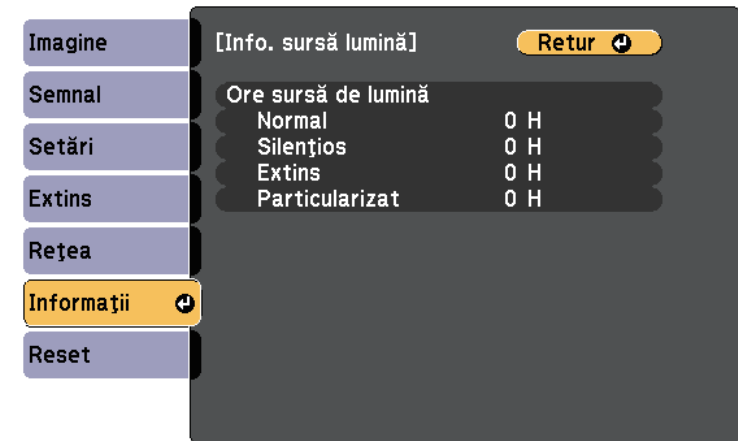 Imagine
Semnal
Setări
Extins
Reţea
Informaţii
Reset
[Info. sursă lumină] Retur
Ore sursă de lumină
Normal 0 H
Silenţios 0 H
Extins 0 H
Particularizat 0 H